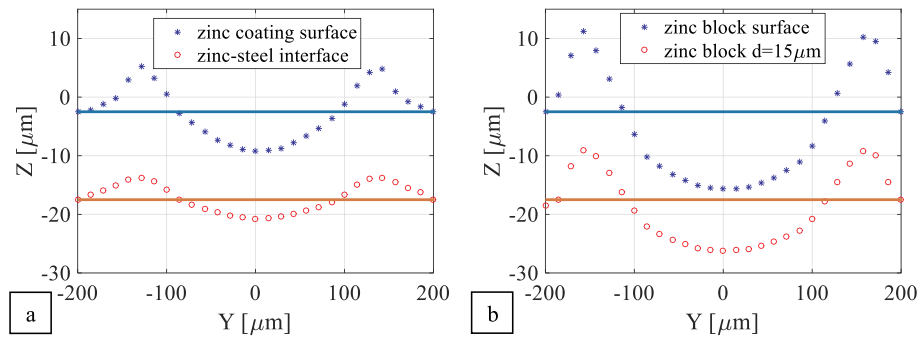 zinc coating surface
zinc-steel interface
10
0
-10
-20
-30
Z [μm]
-200 -100 0 100 200
Y [μm]
a
zinc block surface
zinc block d=15μm
10
0
-10
-20
-30
Z [μm]
-200 -100 0 100 200
Y [μm]
b